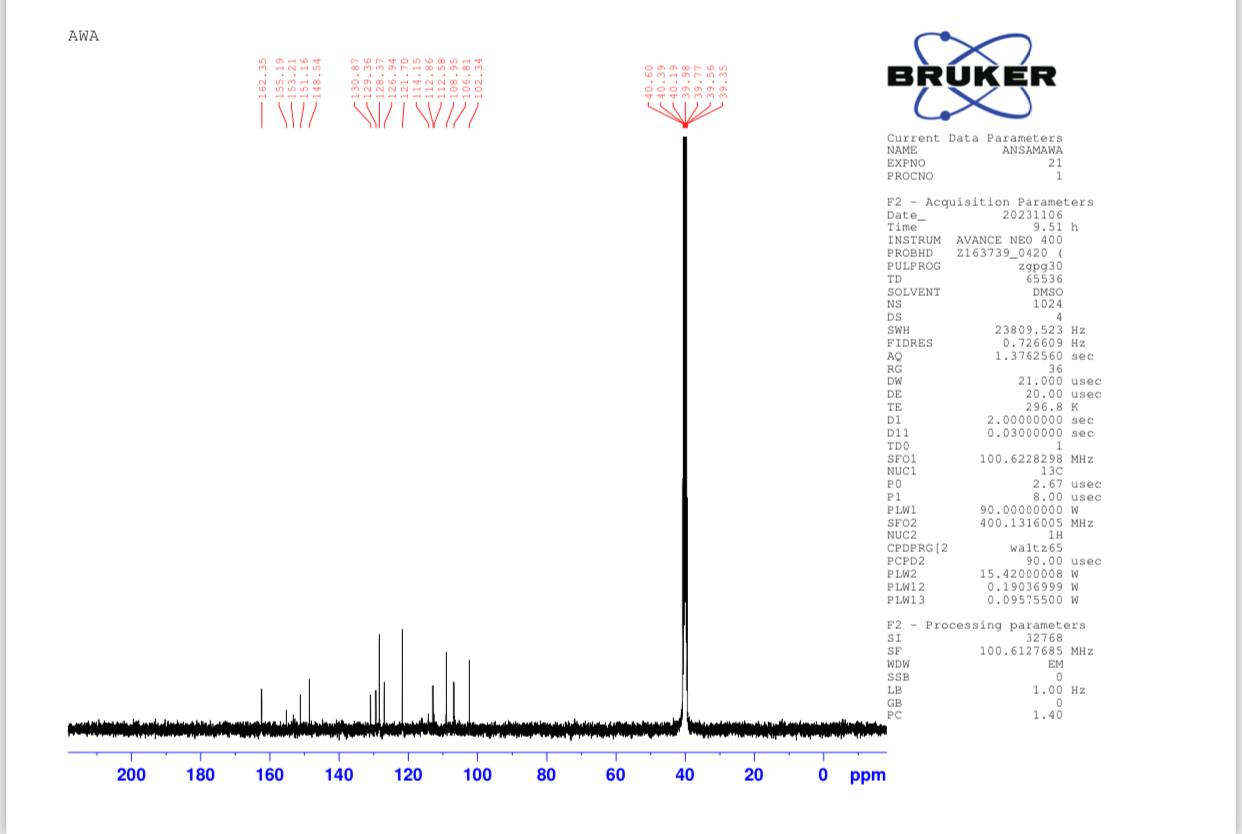 AWA
162.35
155.19
153.21
151.16
148.54
130.87
129.36
128.37
126.94
121.70
114.15
112.86
112.58
108.95
106.81
102.34
40.60
40.39
40.19
39.98
39.77
39.56
39.35
BRUKER
Current Data Parameters
NAME ANSAMAWA
EXPNO 21
PROCNO 1
F2 - Acquisition Parameters
Date_ 20231106
Time 9.51 h
INSTRUM AVANCE NEO 400
PROBHD Z163739_0420 (
PULPROG zgpg30
TD 65536
SOLVENT DMSO
NS 1024
DS 4
SWH 23809.523 Hz
FIDRES 0.726609 Hz
AQ 1.3762560 sec
RG 36
DW 21.000 usec
DE 20.00 usec
TE 296.8 K
D1 2.00000000 sec
D11 0.03000000 sec
TD0 1
SFO1 100.6228298 MHz
NUC1 13C
P0 2.67 usec
P1 8.00 usec
PLW1 90.00000000 W
SFO2 400.1316005 MHz
NUC2 1H
CPDPRG[2 waltz65
PCPD2 90.00 usec
PLW2 15.42000008 W
PLW12 0.19036999 W
PLW13 0.09575500 W
F2 - Processing parameters
SI 32768
SF 100.6127685 MHz
WDW EM
SSB 0
LB 1.00 Hz
GB 0
PC 1.40
200 180 160 140 120 100 80 60 40 20 0 ppm